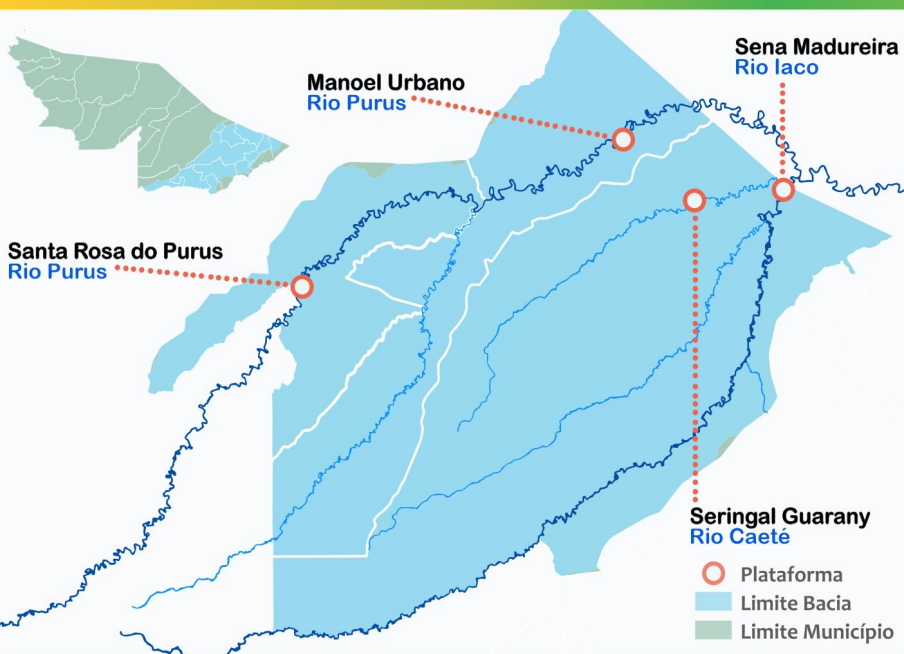 Sena Madureira
Rio Iaco
Manoel Urbano
Rio Purus
Santa Rosa do Purus
Rio Purus
Seringal Guarany
Rio Caeté
Plataforma
Limite Bacia
Limite Município